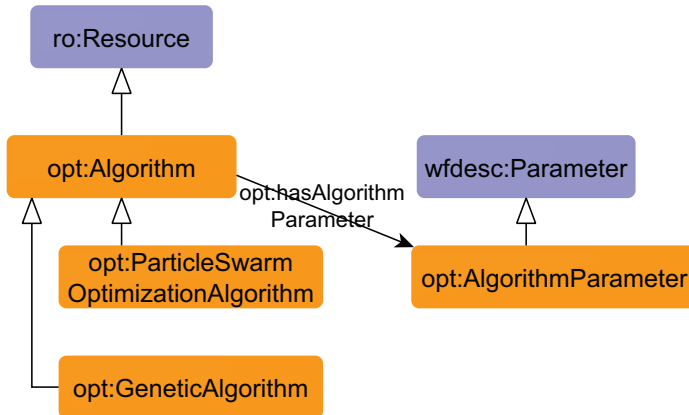 ro:Resource
opt:Algorithm
wfdesc:Parameter
opt:hasAlgorithm
Parameter
opt:ParticleSwarm
OptimizationAlgorithm
opt:AlgorithmParameter
opt:GeneticAlgorithm